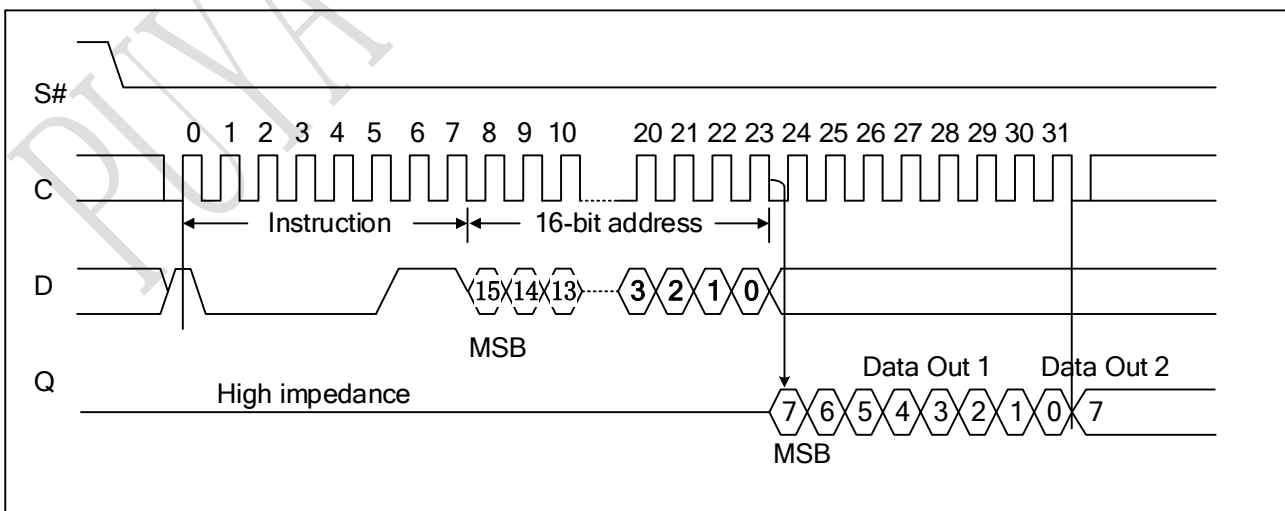 PUYA
S#
0 1 2 3 4 5 6 7 8 9 10 20 21 22 23 24 25 26 27 28 29 30 31
C
Instruction 16-bit address
D
15 14 13 3 2 1 0
MSB
Data Out 1 Data Out 2
Q
High impedance
7 6 5 4 3 2 1 0 7
MSB